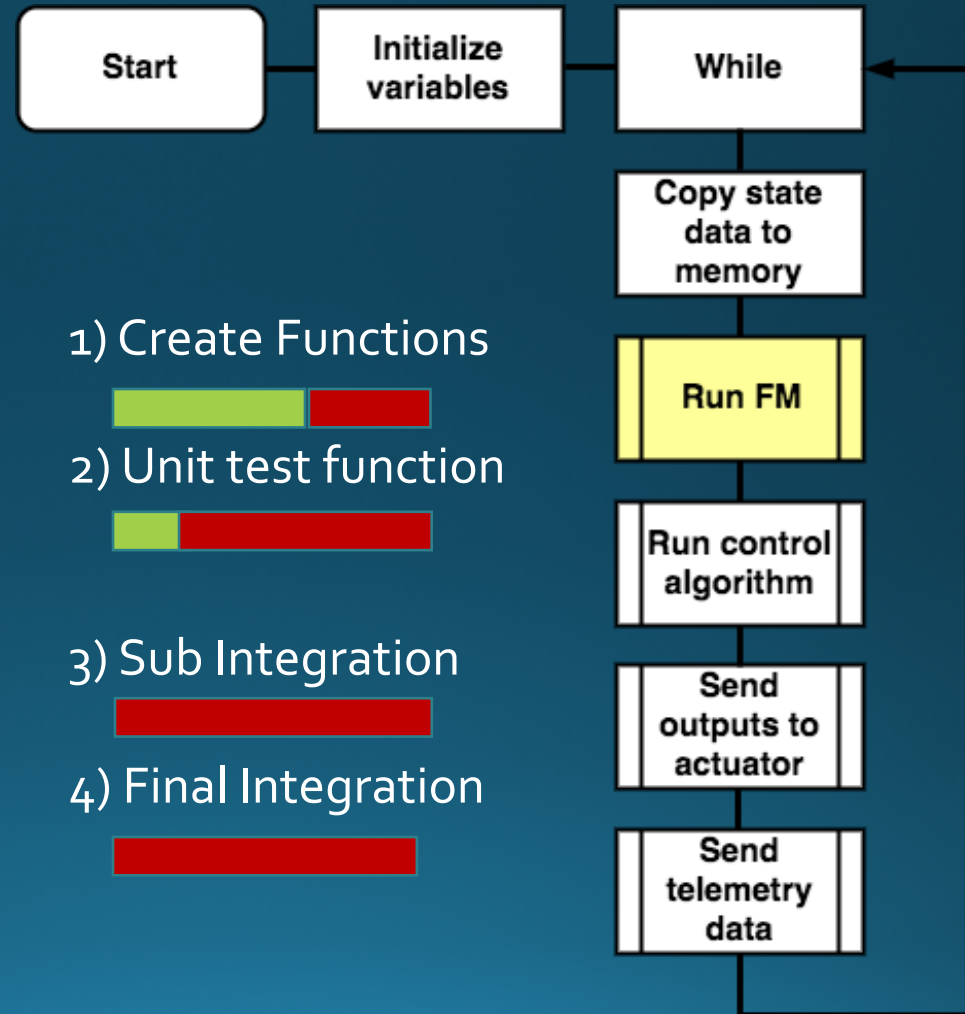 Start
Initialize
variables
While
Copy state
data to
memory
Run FM
Run control
algorithm
Send
outputs to
actuator
Send
telemetry
data
1) Create Functions
2) Unit test function
3) Sub Integration
4) Final Integration